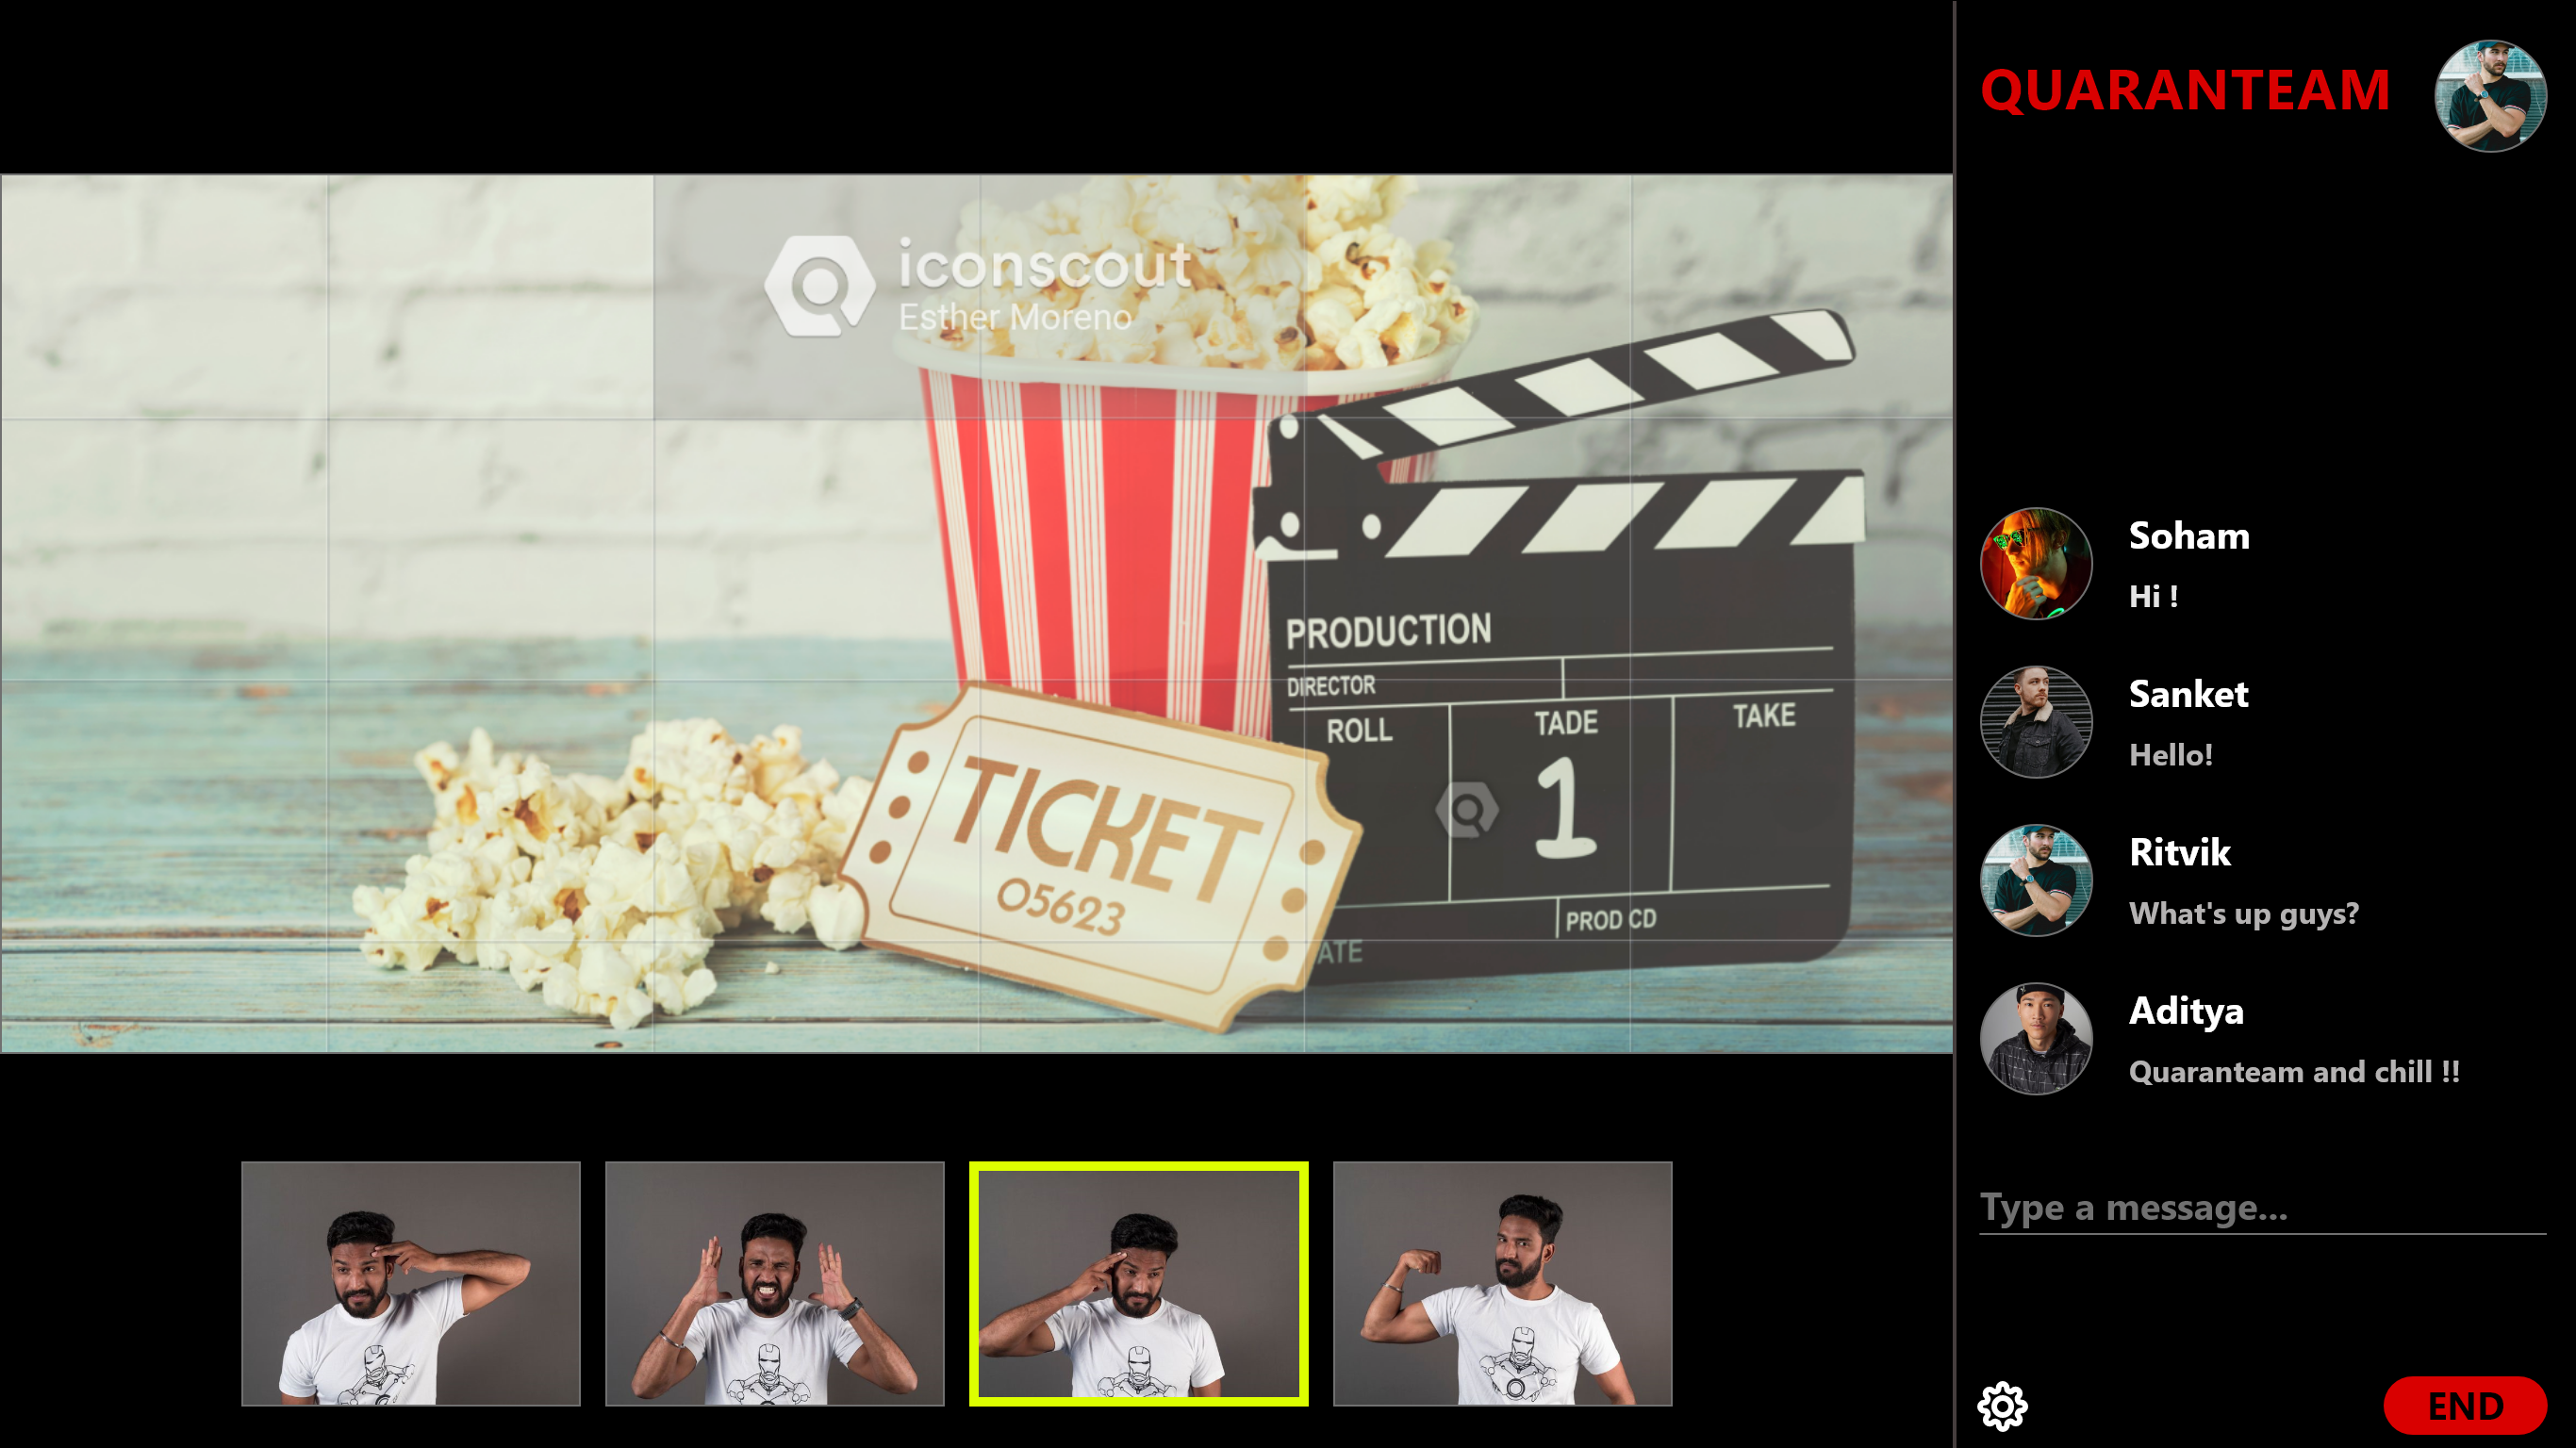 QUARANTEAM
iconscout
Esther Moreno
PRODUCTION
DIRECTOR
ROLL
TADE
TAKE
1
TICKET
05623
PROD CD
ATE
Soham
Hi !
Sanket
Hello!
Ritvik
What's up guys?
Aditya
Quaranteam and chill !!
Type a message...
END